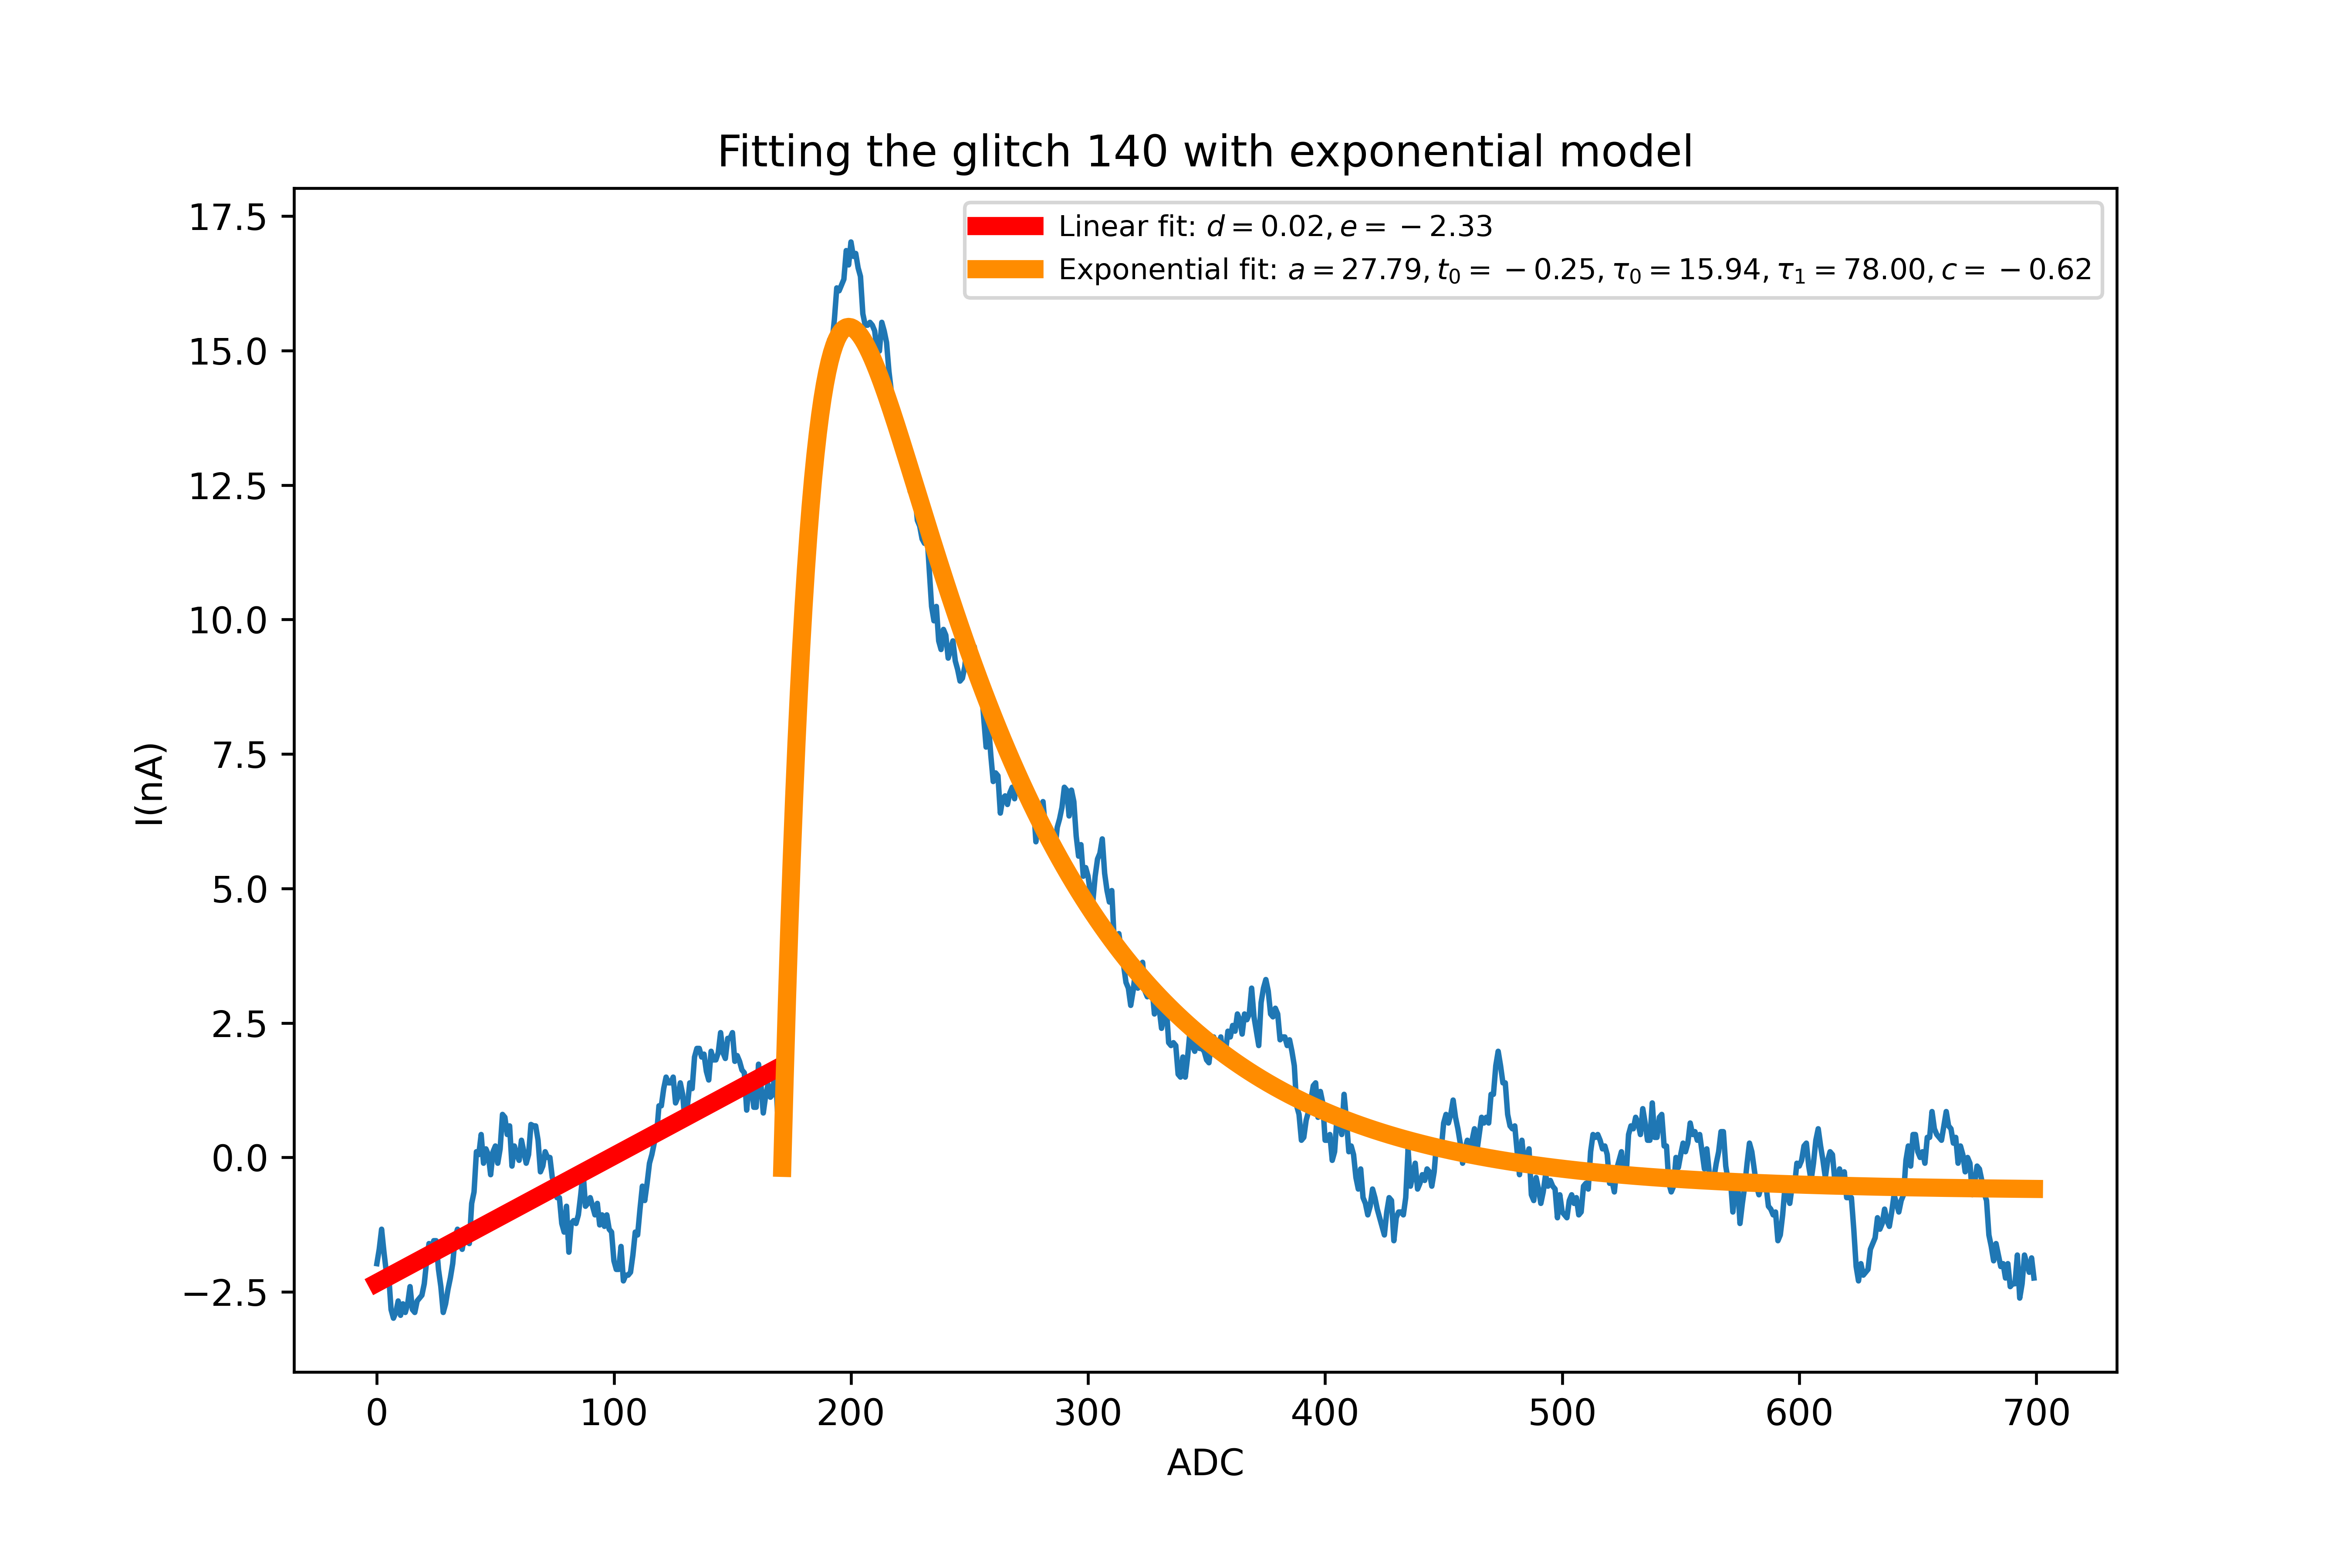 Fitting the glitch 140 with exponential model
Linear fit: d = 0.02, e = −2.33
Exponential fit: a = 27.79, t₀ = −0.25, τ₀ = 15.94, τ₁ = 78.00, c = −0.62
17.5
15.0
12.5
10.0
7.5
5.0
2.5
0.0
−2.5
I(nA)
0 100 200 300 400 500 600 700
ADC